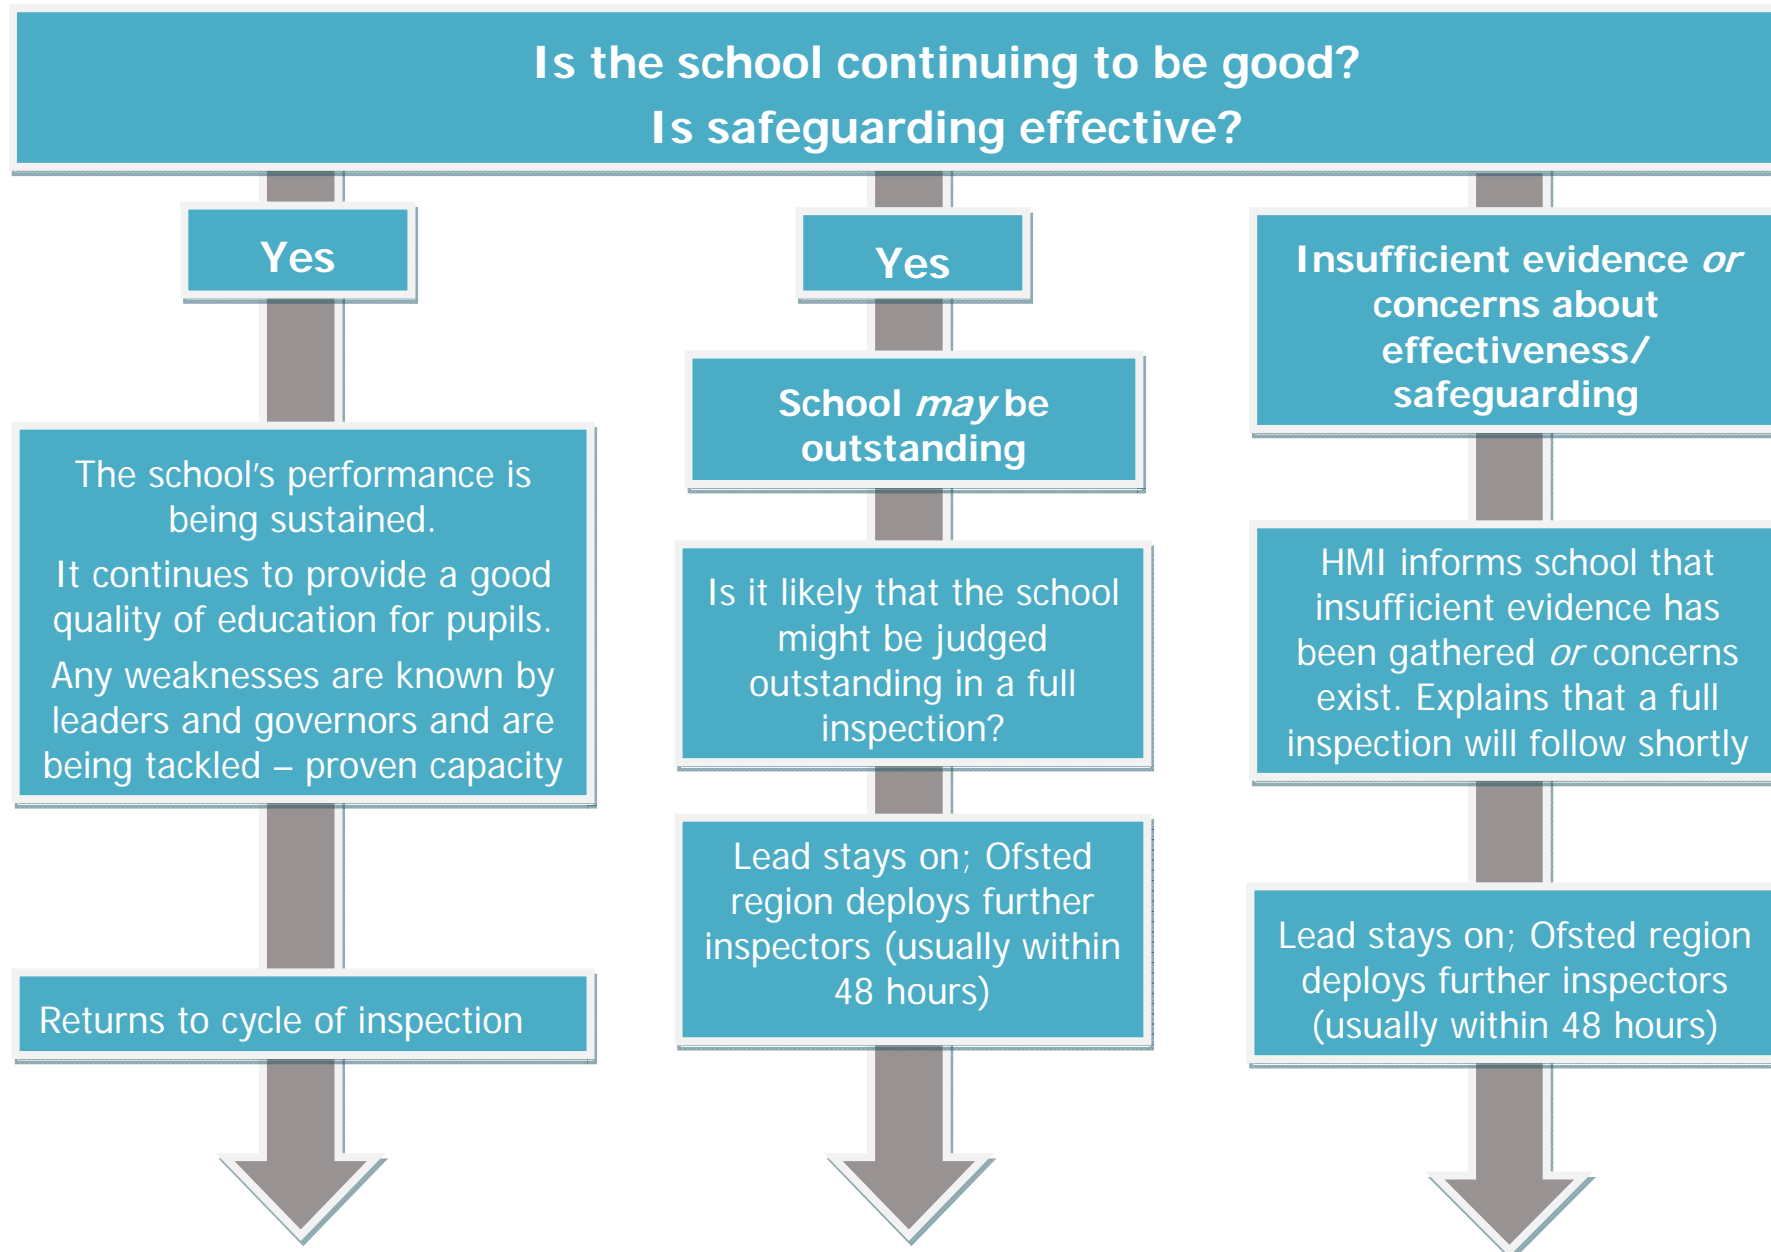 Is the school continuing to be good?
Is safeguarding effective?
Yes
The school's performance is
being sustained.
It continues to provide a good
quality of education for pupils.
Any weaknesses are known by
leaders and governors and are
being tackled – proven capacity
Returns to cycle of inspection
Yes
School may be
outstanding
Is it likely that the school
might be judged
outstanding in a full
inspection?
Lead stays on; Ofsted
region deploys further
inspectors (usually within
48 hours)
Insufficient evidence or
concerns about
effectiveness/
safeguarding
HMI informs school that
insufficient evidence has
been gathered or concerns
exist. Explains that a full
inspection will follow shortly
Lead stays on; Ofsted region
deploys further inspectors
(usually within 48 hours)